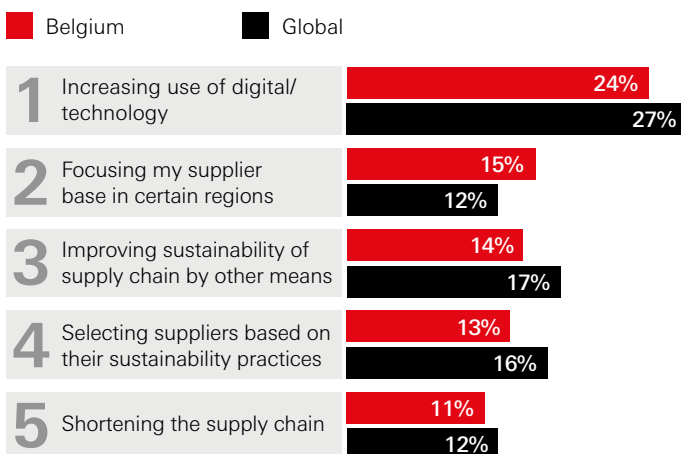 Belgium Global
1 Increasing use of digital/
technology
24%
27%
2 Focusing my supplier
base in certain regions
15%
12%
3 Improving sustainability of
supply chain by other means
14%
17%
4 Selecting suppliers based on
their sustainability practices
13%
16%
5 Shortening the supply chain
11%
12%